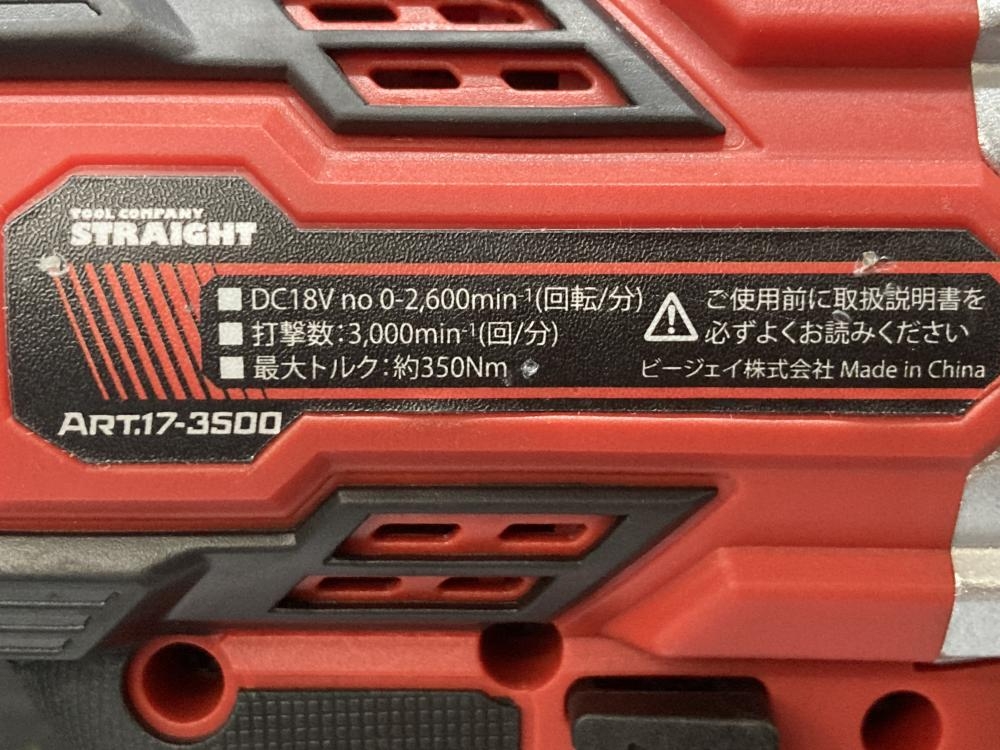 TOOL COMPANY
STRAIGHT
■DC18V no 0-2,600min⁻¹(回転/分)
■打撃数：3,000min⁻¹(回/分)
■最大トルク：約350Nm
ART.17-3500
ご使用前に取扱説明書を
必ずよくお読みください
ビージェイ株式会社 Made in China